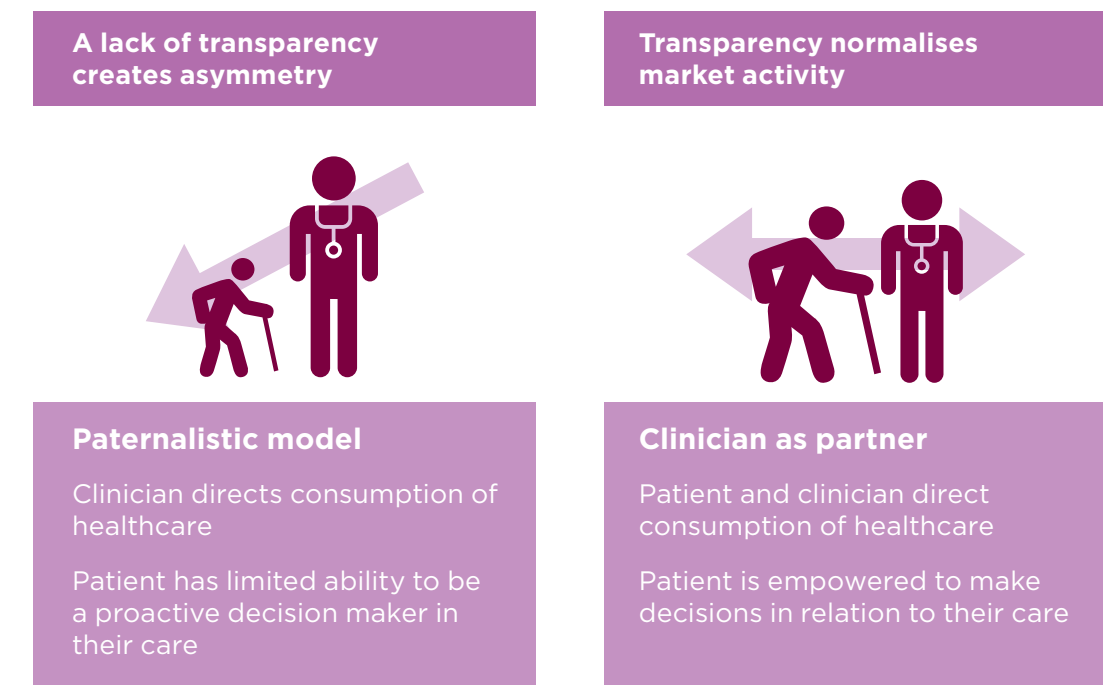 A lack of transparency
creates asymmetry
Paternalistic model
Clinician directs consumption of
healthcare
Patient has limited ability to be
a proactive decision maker in
their care
Transparency normalises
market activity
Clinician as partner
Patient and clinician direct
consumption of healthcare
Patient is empowered to make
decisions in relation to their care